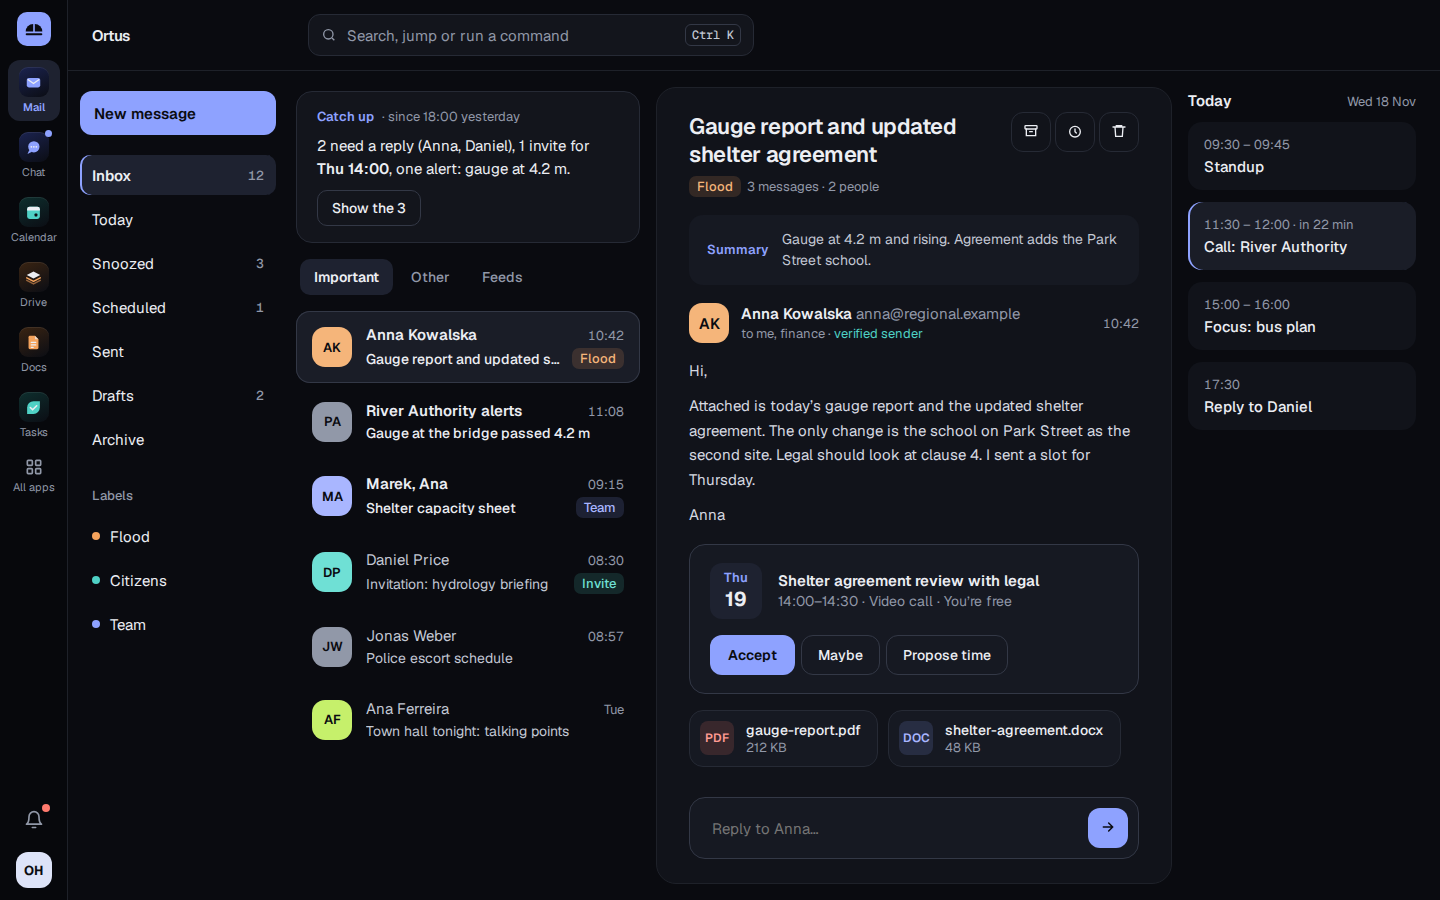 Ortus
Search, jump or run a command
Ctrl K
Mail
Chat
Calendar
Drive
Docs
Tasks
All apps
OH
New message
Inbox 12
Today
Snoozed 3
Scheduled 1
Sent
Drafts 2
Archive
Labels
Flood
Citizens
Team
Catch up · since 18:00 yesterday
2 need a reply (Anna, Daniel), 1 invite for
Thu 14:00, one alert: gauge at 4.2 m.
Show the 3
Important Other Feeds
AK Anna Kowalska 10:42
Gauge report and updated s... Flood
PA River Authority alerts 11:08
Gauge at the bridge passed 4.2 m
MA Marek, Ana 09:15
Shelter capacity sheet Team
DP Daniel Price 08:30
Invitation: hydrology briefing Invite
JW Jonas Weber 08:57
Police escort schedule
AF Ana Ferreira Tue
Town hall tonight: talking points
Gauge report and updated
shelter agreement
Flood 3 messages · 2 people
Summary
Gauge at 4.2 m and rising. Agreement adds the Park
Street school.
AK Anna Kowalska anna@regional.example 10:42
to me, finance · verified sender
Hi,
Attached is today's gauge report and the updated shelter
agreement. The only change is the school on Park Street as the
second site. Legal should look at clause 4. I sent a slot for
Thursday.
Anna
Thu
19
Shelter agreement review with legal
14:00–14:30 · Video call · You're free
Accept Maybe Propose time
PDF gauge-report.pdf
212 KB
DOC shelter-agreement.docx
48 KB
Reply to Anna...
Today Wed 18 Nov
09:30 – 09:45
Standup
11:30 – 12:00 · in 22 min
Call: River Authority
15:00 – 16:00
Focus: bus plan
17:30
Reply to Daniel